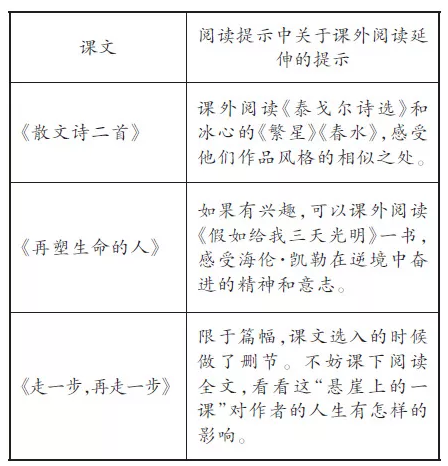 课文
阅读提示中关于课外阅读延
伸的提示
《散文诗二首》
课外阅读《泰戈尔诗选》和
冰心的《繁星》《春水》,感受
他们作品风格的相似之处。
《再塑生命的人》
如果有兴趣,可以课外阅读
《假如给我三天光明》一书,
感受海伦·凯勒在逆境中奋
进的精神和意志。
《走一步,再走一步》
限于篇幅,课文选入的时候
做了删节。不妨课下阅读
全文,看看这“悬崖上的一
课”对作者的人生有怎样的
影响。